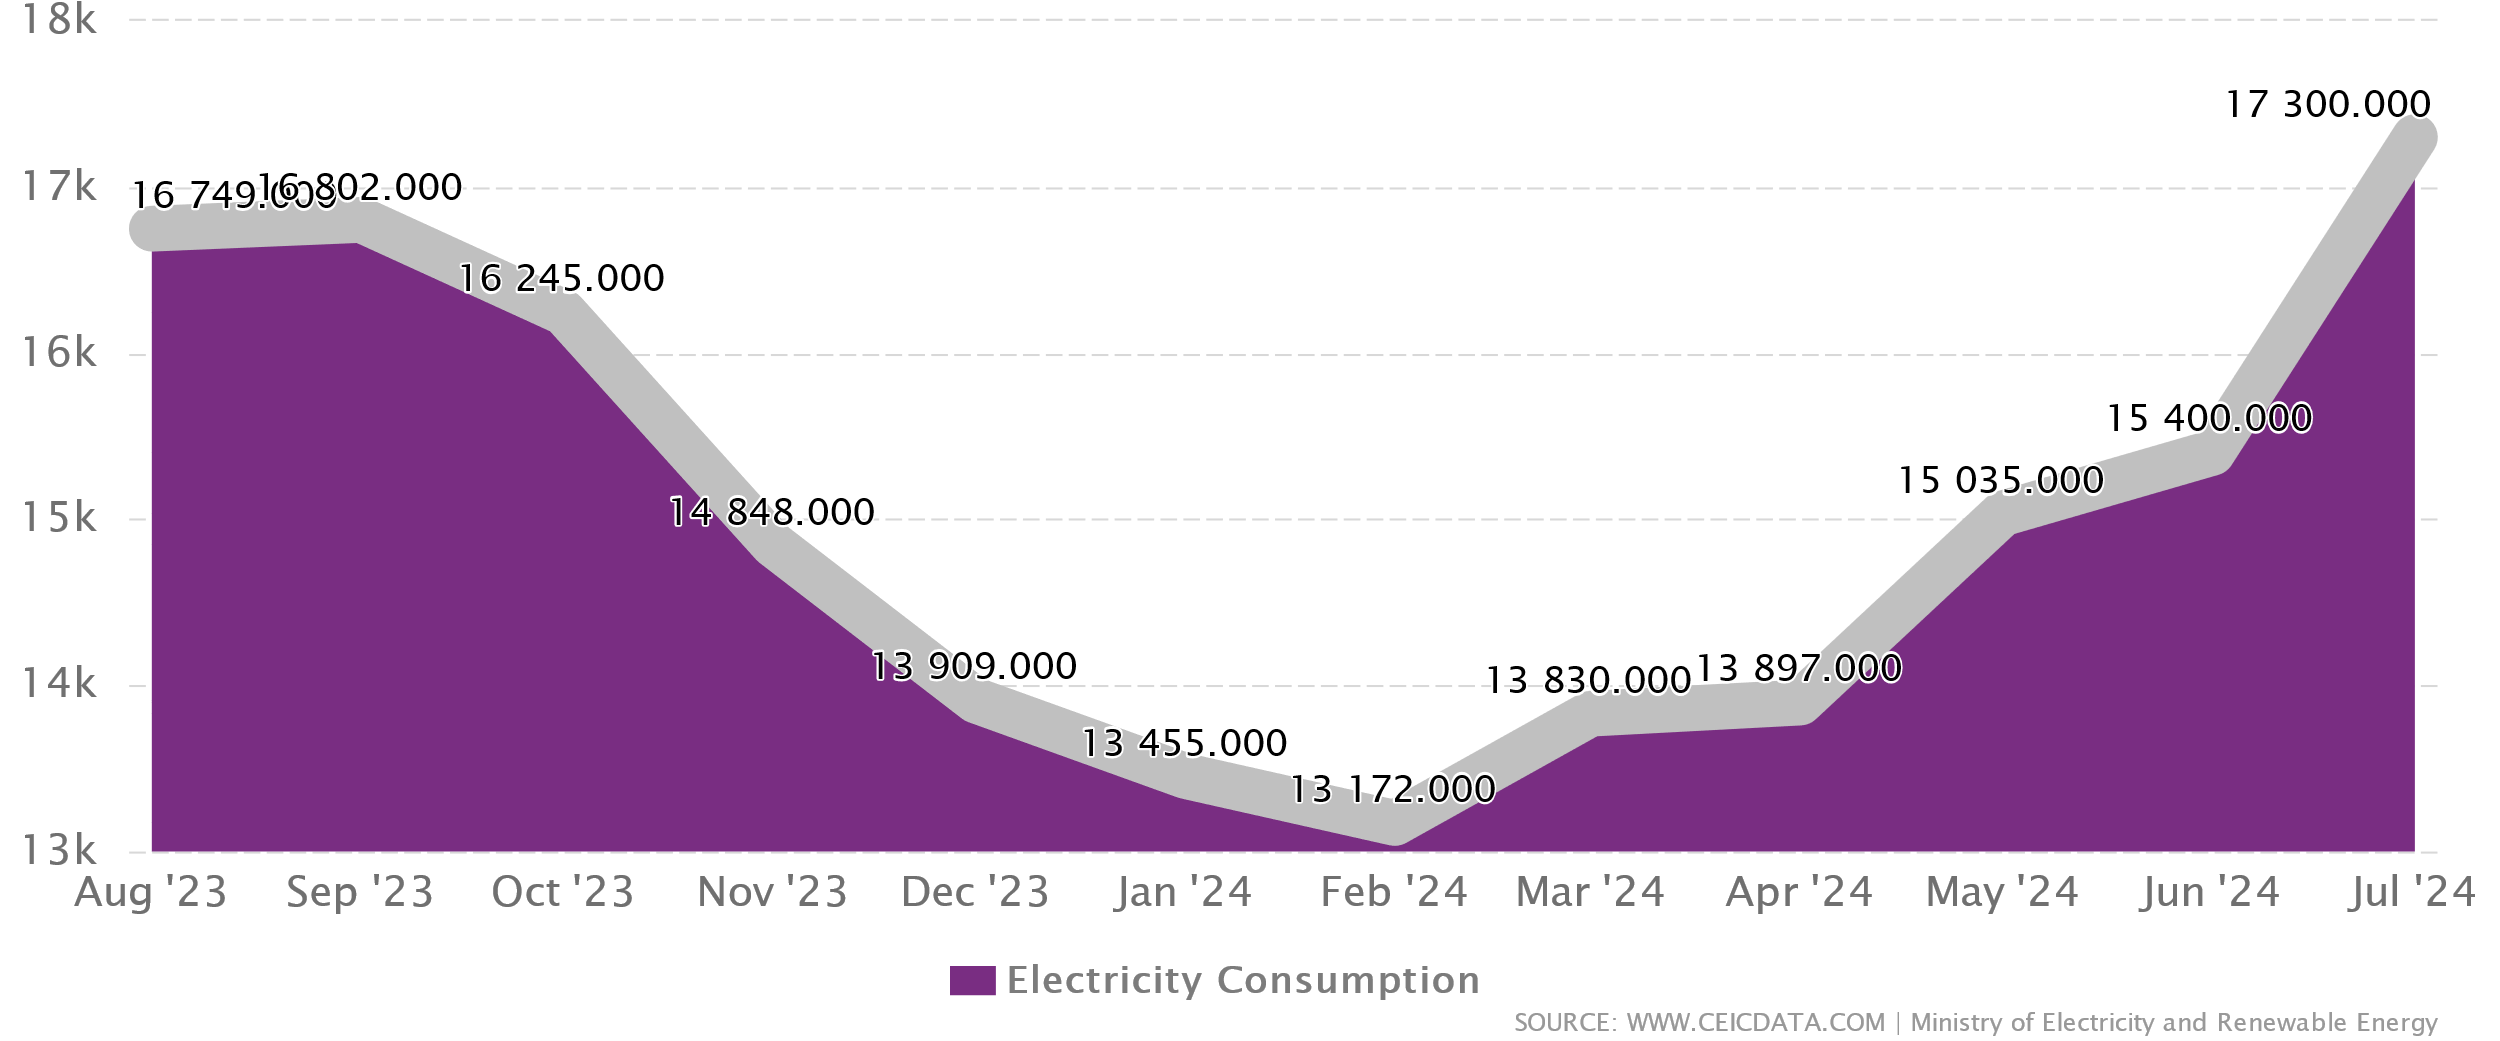 18k
17k
16k
15k
14k
13k
16 749.000
16 802.000
16 245.000
14 848.000
13 909.000
13 455.000
13 172.000
13 830.000
13 897.000
15 035.000
15 400.000
17 300.000
Aug '23 Sep '23 Oct '23 Nov '23 Dec '23 Jan '24 Feb '24 Mar '24 Apr '24 May '24 Jun '24 Jul '24
Electricity Consumption
SOURCE: WWW.CEICDATA.COM | Ministry of Electricity and Renewable Energy